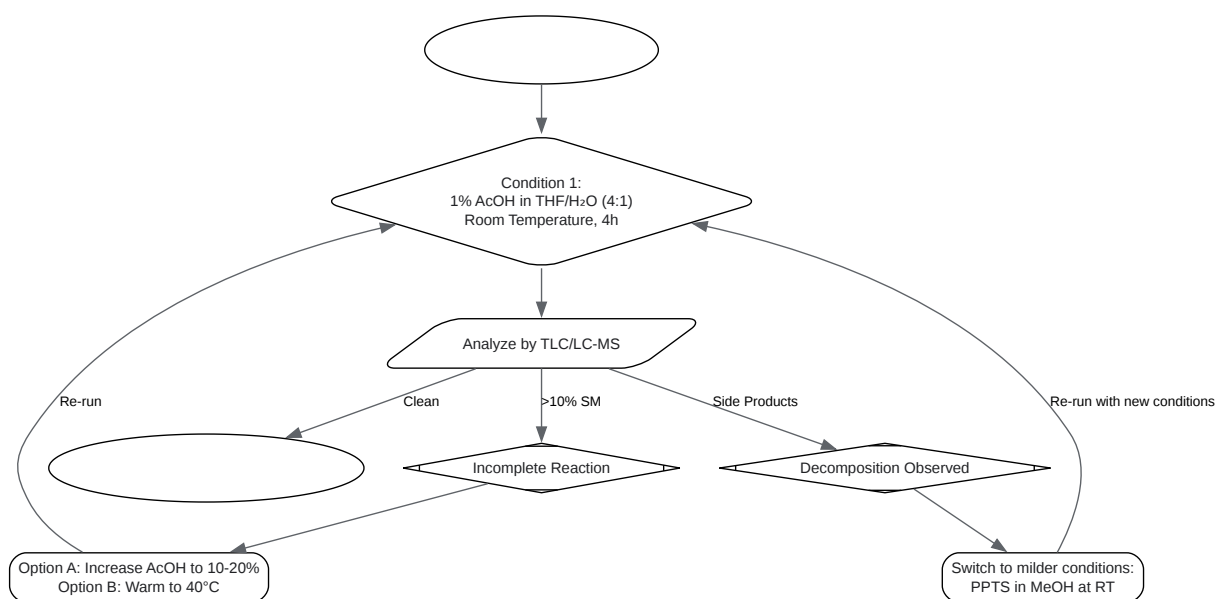 Condition 1:
1% AcOH in THF/H₂O (4:1)
Room Temperature, 4h
Analyze by TLC/LC-MS
Re-run
Clean
>10% SM
Side Products
Re-run with new conditions
Incomplete Reaction
Decomposition Observed
Option A: Increase AcOH to 10-20%
Option B: Warm to 40°C
Switch to milder conditions:
PPTS in MeOH at RT